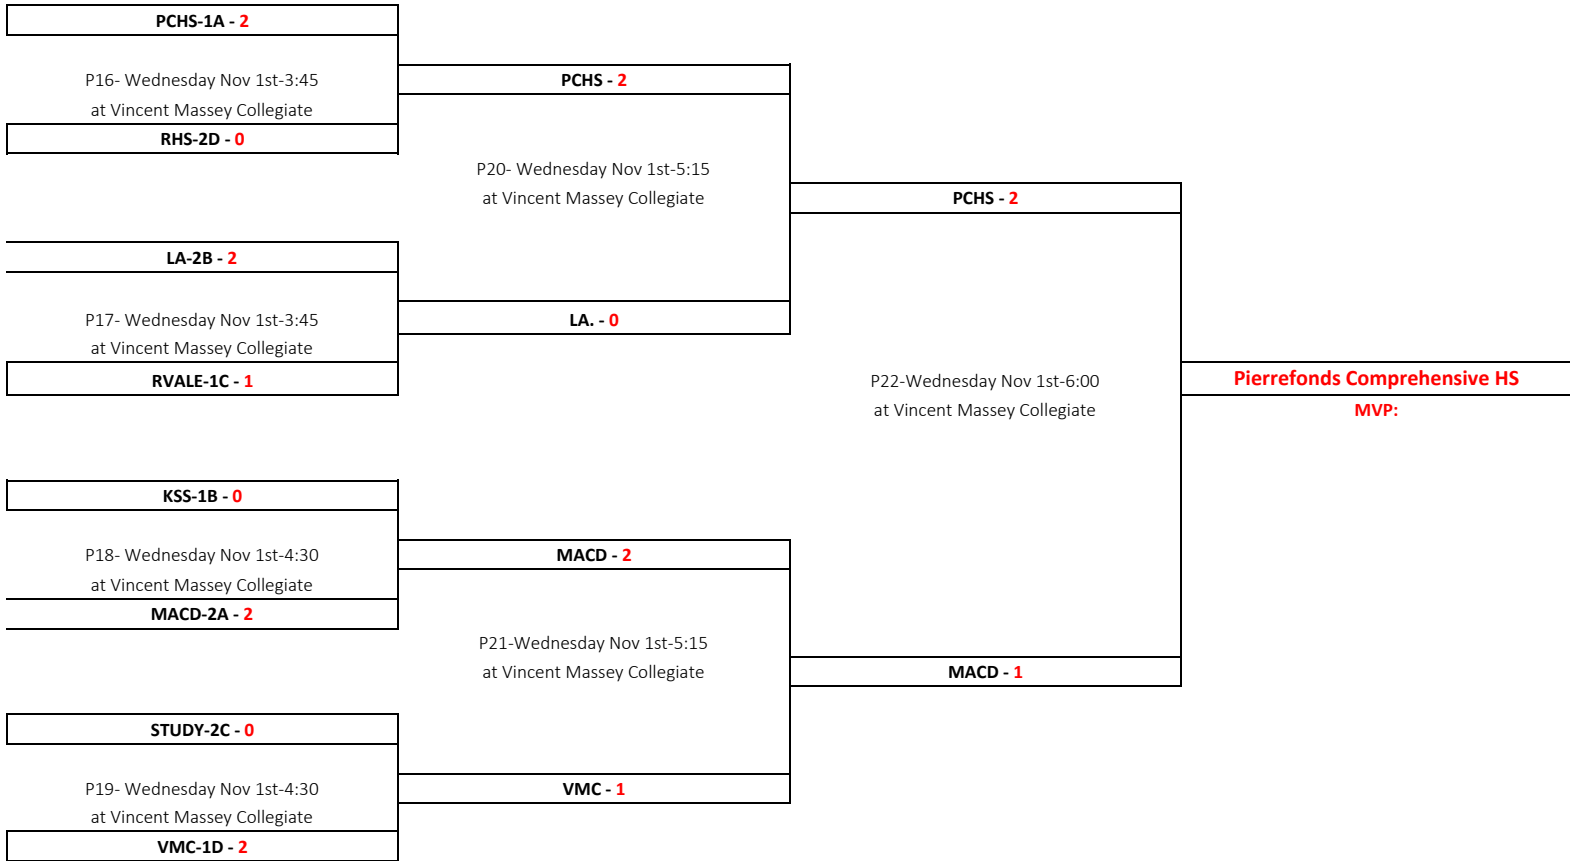 PCHS-1A - 2
P16- Wednesday Nov 1st-3:45
at Vincent Massey Collegiate
RHS-2D - 0
LA-2B - 2
P17- Wednesday Nov 1st-3:45
at Vincent Massey Collegiate
RVALE-1C - 1
KSS-1B - 0
P18- Wednesday Nov 1st-4:30
at Vincent Massey Collegiate
MACD-2A - 2
STUDY-2C - 0
P19- Wednesday Nov 1st-4:30
at Vincent Massey Collegiate
VMC-1D - 2
PCHS - 2
P20- Wednesday Nov 1st-5:15
at Vincent Massey Collegiate
LA. - 0
MACD - 2
P21-Wednesday Nov 1st-5:15
at Vincent Massey Collegiate
VMC - 1
PCHS - 2
P22-Wednesday Nov 1st-6:00
at Vincent Massey Collegiate
MACD - 1
Pierrefonds Comprehensive HS
MVP: